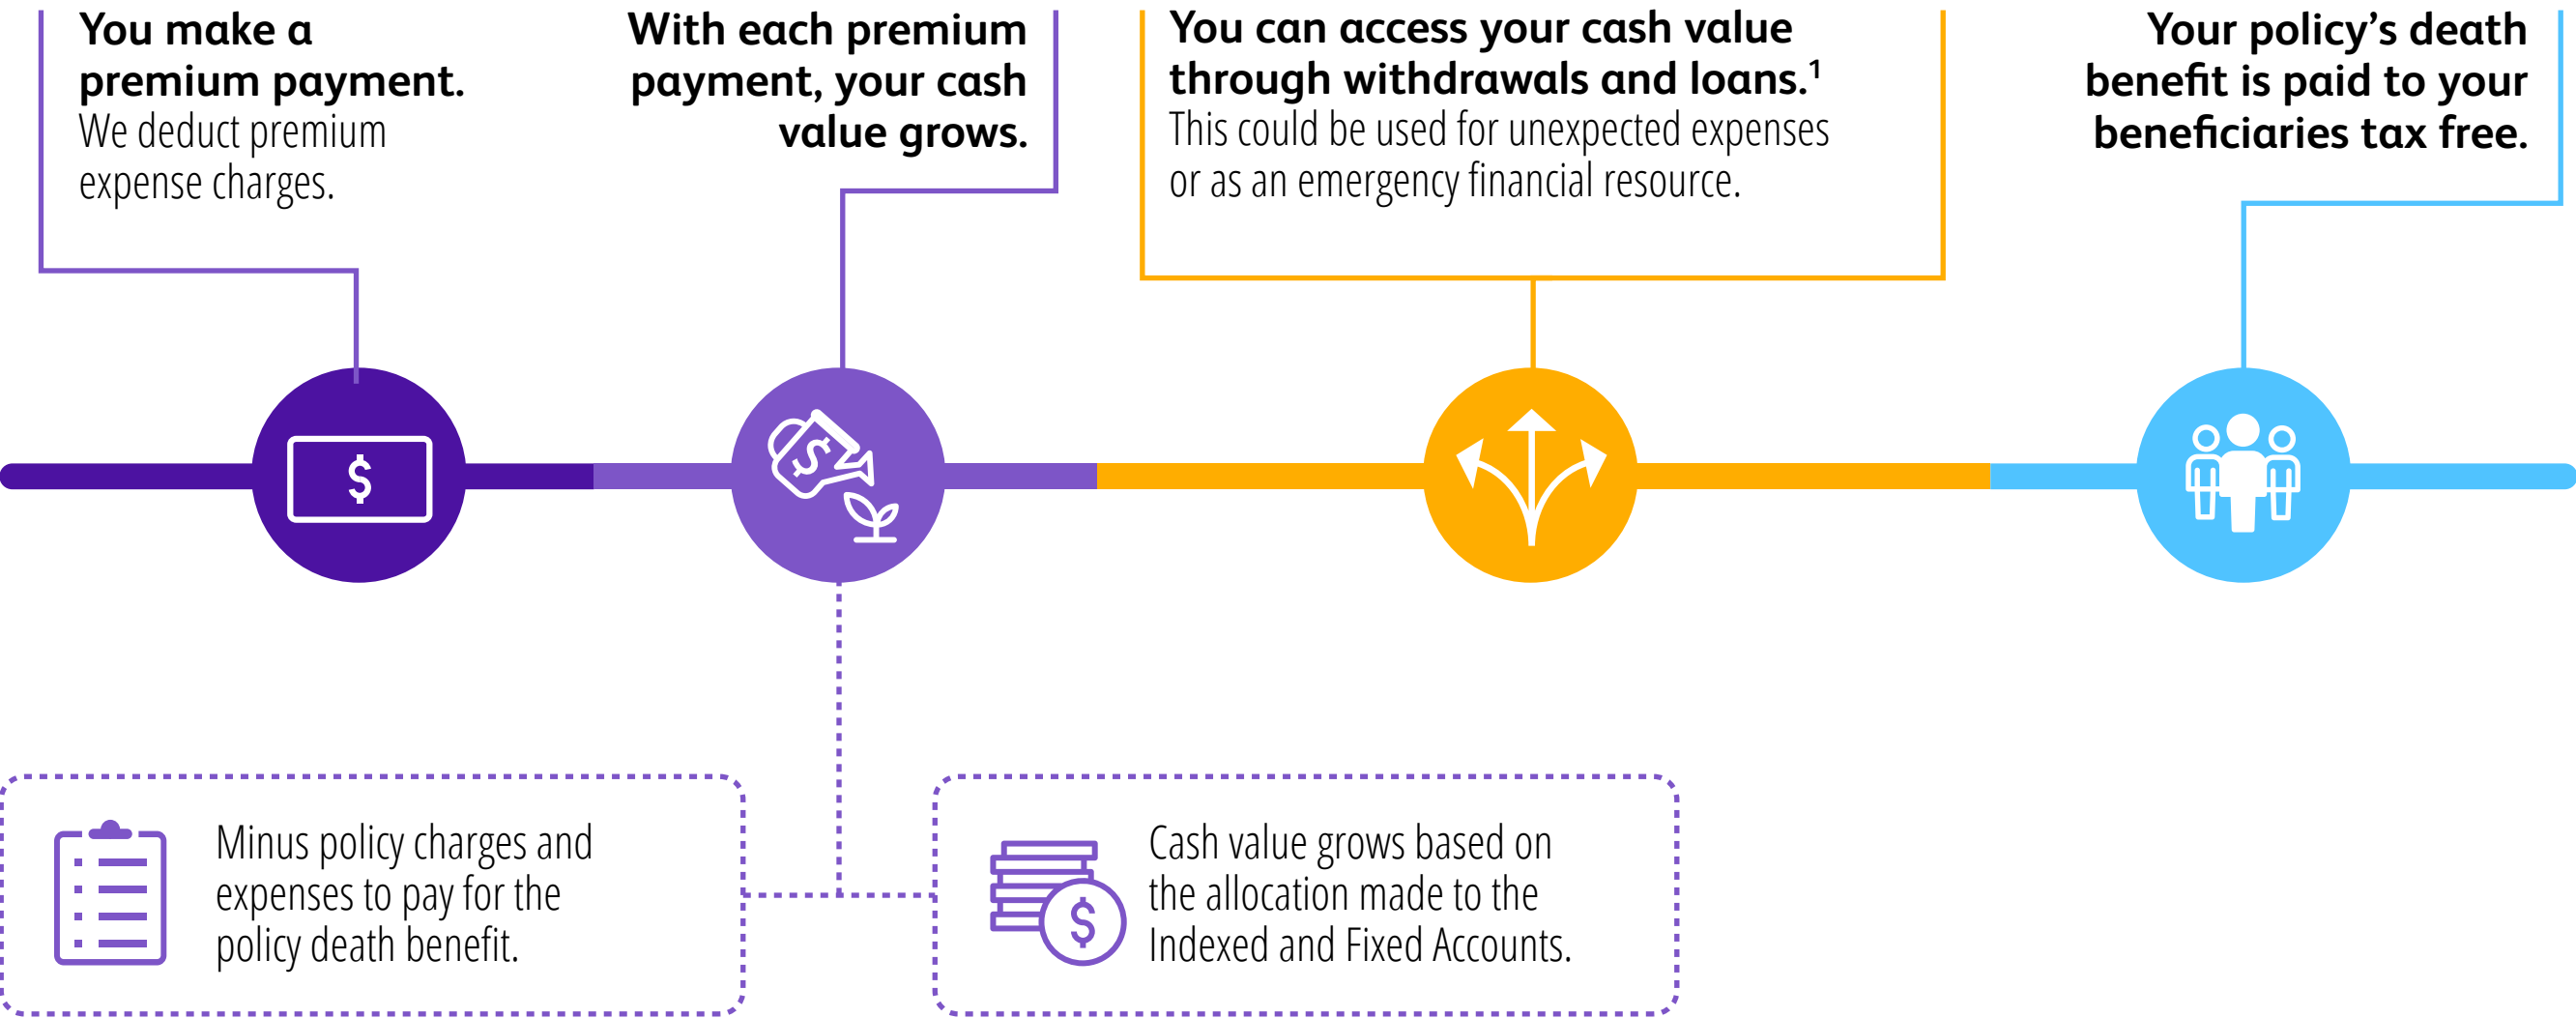 You make a
premium payment.
We deduct premium
expense charges.
With each premium
payment, your cash
value grows.
You can access your cash value
through withdrawals and loans.¹
This could be used for unexpected expenses
or as an emergency financial resource.
Your policy’s death
benefit is paid to your
beneficiaries tax free.
$
$
Minus policy charges and
expenses to pay for the
policy death benefit.
$
Cash value grows based on
the allocation made to the
Indexed and Fixed Accounts.